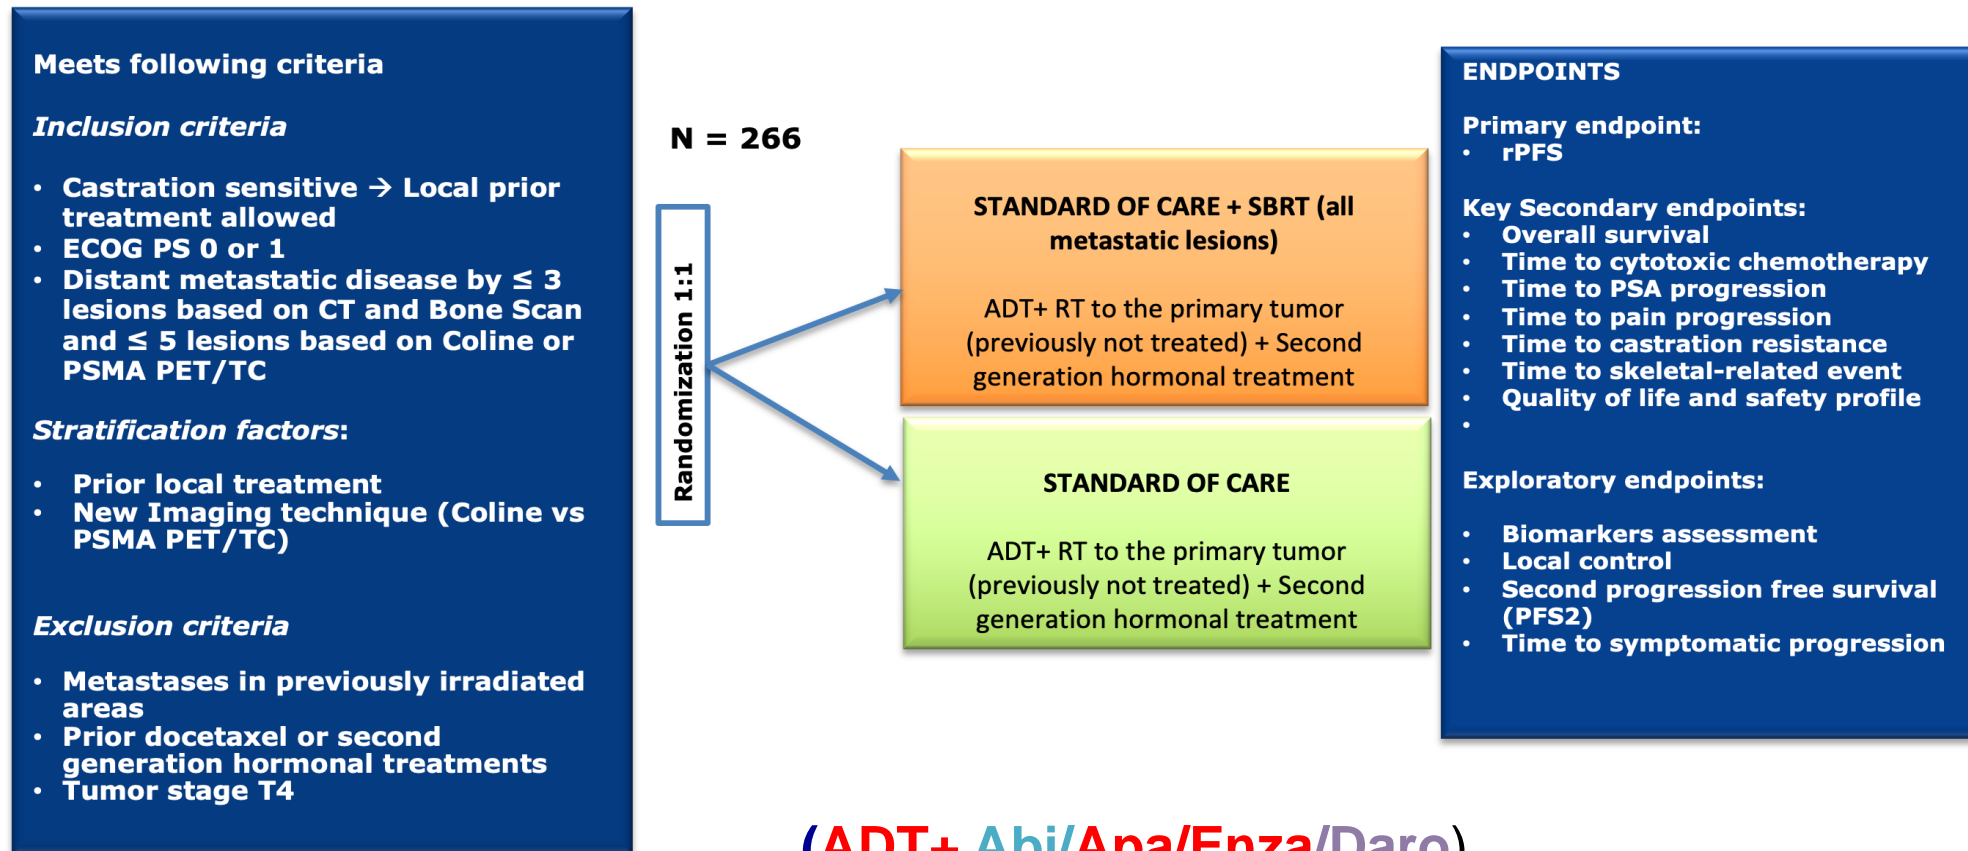 Meets following criteria
Inclusion criteria
• Castration sensitive → Local prior
treatment allowed
• ECOG PS 0 or 1
• Distant metastatic disease by ≤ 3
lesions based on CT and Bone Scan
and ≤ 5 lesions based on Coline or
PSMA PET/TC
Stratification factors:
• Prior local treatment
• New Imaging technique (Coline vs
PSMA PET/TC)
Exclusion criteria
• Metastases in previously irradiated
areas
• Prior docetaxel or second
generation hormonal treatments
• Tumor stage T4
N = 266
Randomization 1:1
STANDARD OF CARE + SBRT (all
metastatic lesions)
ADT+ RT to the primary tumor
(previously not treated) + Second
generation hormonal treatment
STANDARD OF CARE
ADT+ RT to the primary tumor
(previously not treated) + Second
generation hormonal treatment
ENDPOINTS
Primary endpoint:
• rPFS
Key Secondary endpoints:
• Overall survival
• Time to cytotoxic chemotherapy
• Time to PSA progression
• Time to pain progression
• Time to castration resistance
• Time to skeletal-related event
• Quality of life and safety profile
•
Exploratory endpoints:
• Biomarkers assessment
• Local control
• Second progression free survival
(PFS2)
• Time to symptomatic progression
(ADT+ Abi/Apa/Enza/Daro)